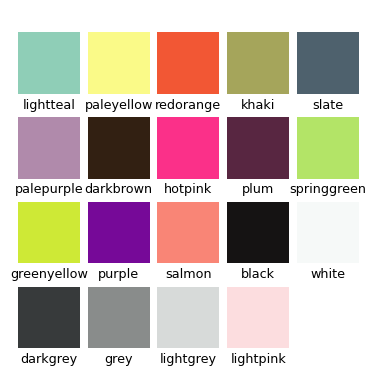 lightteal paleyellow redorange khaki slate
palepurple darkbrown hotpink plum springgreen
greenyellow purple salmon black white
darkgrey grey lightgrey lightpink